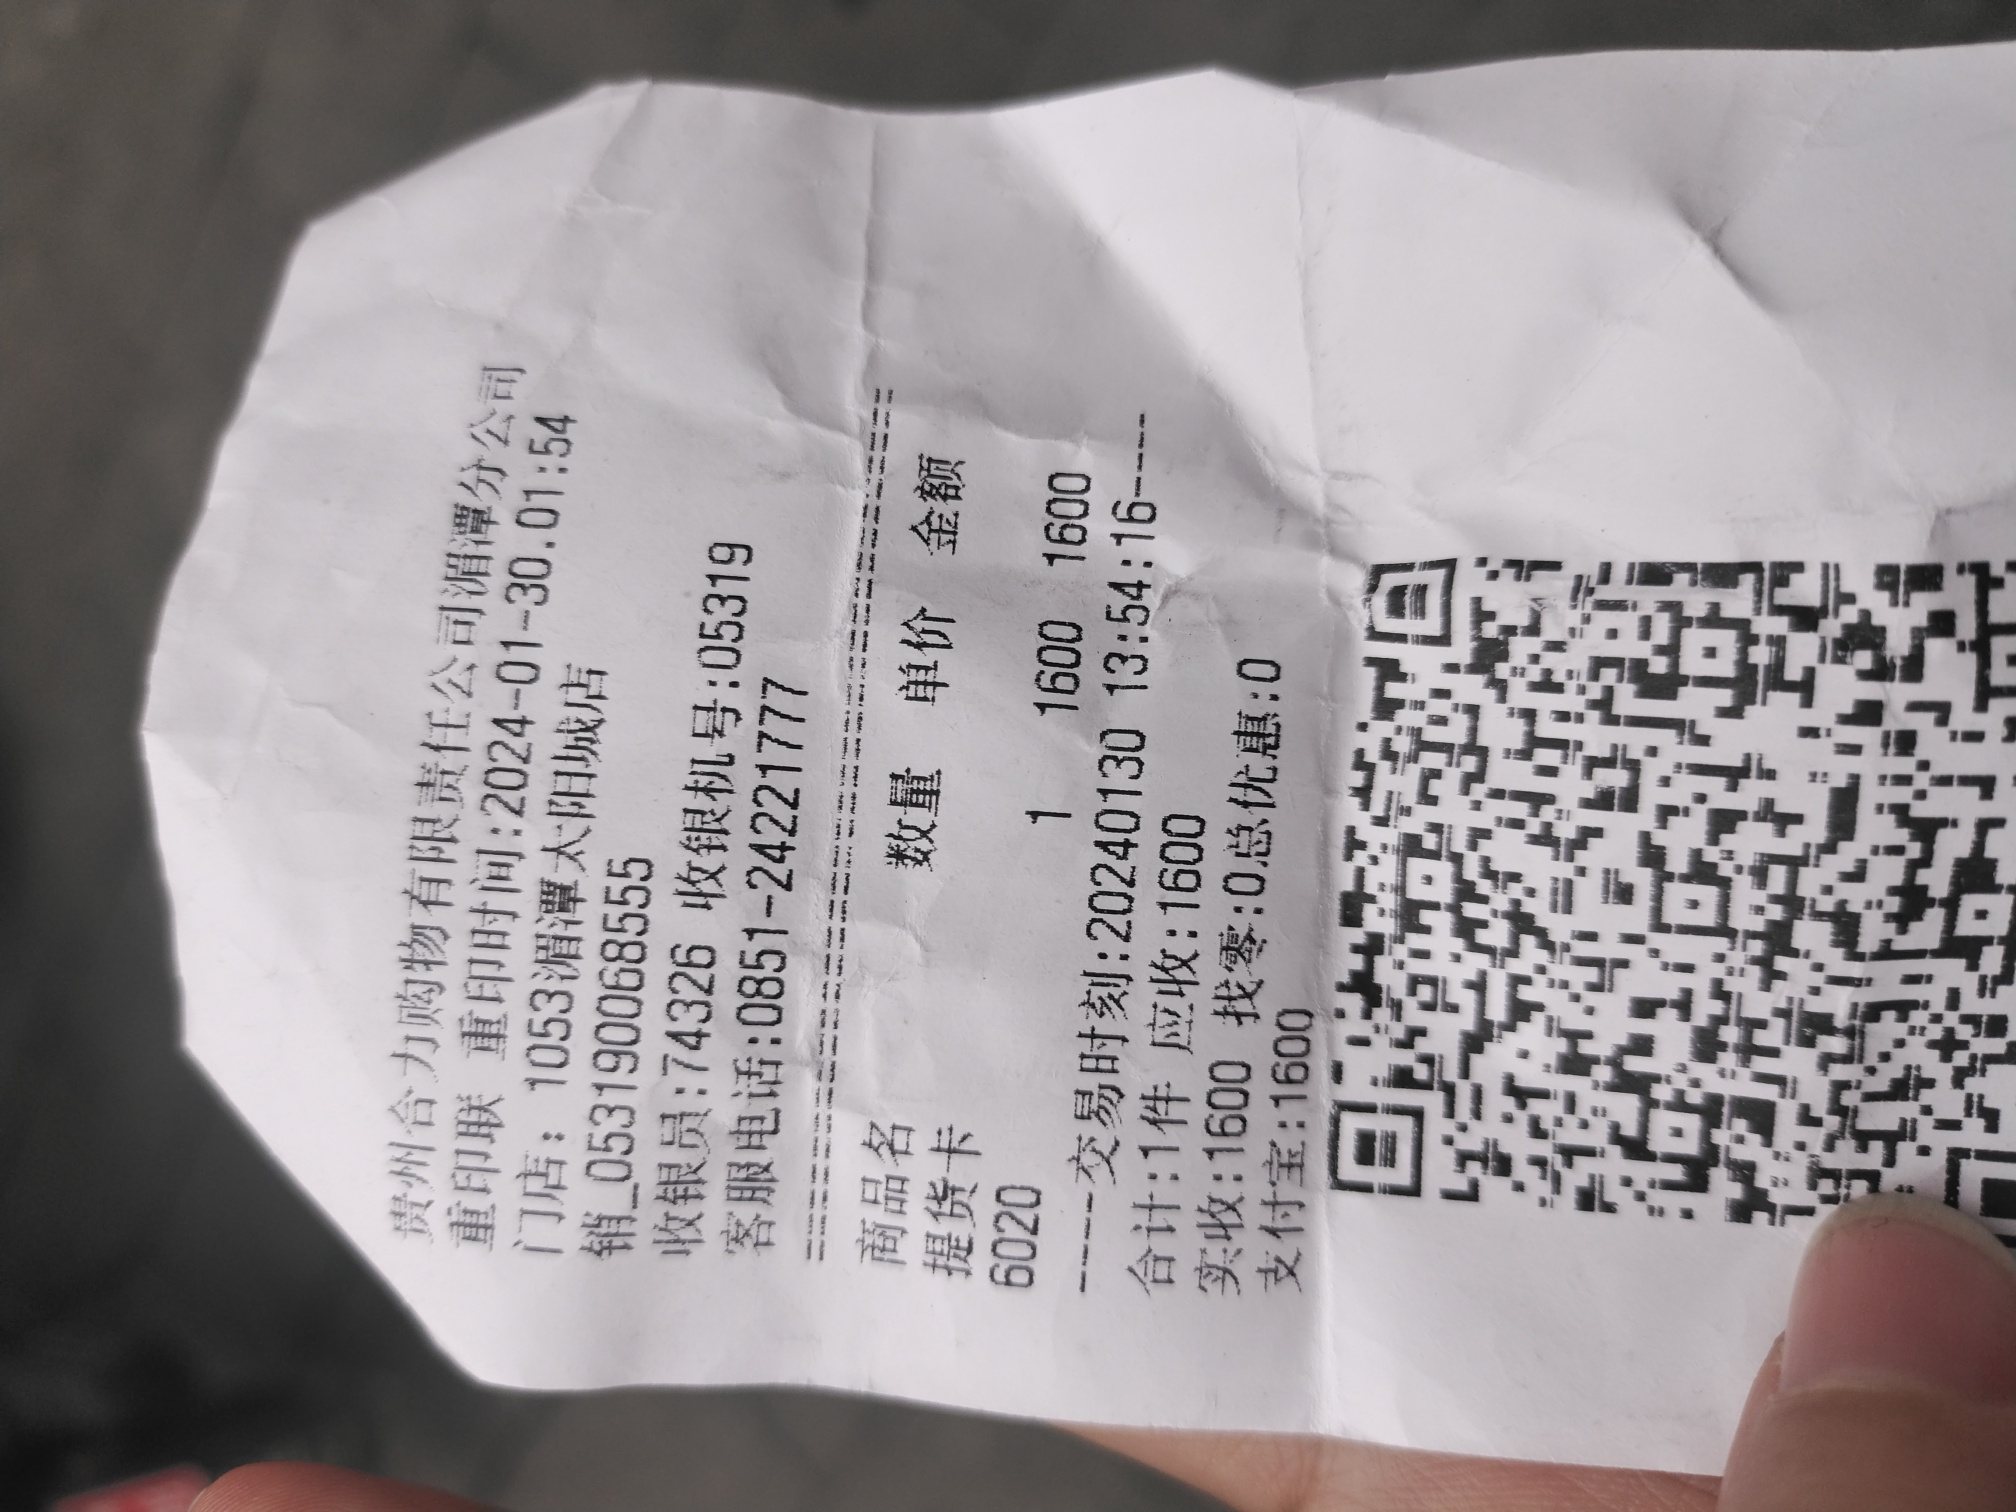 贵州合力购物有限责任公司湄潭分公司
重印联 重印时间:2024-01-30.01:54
门店: 1053湄潭太阳城店
销_053190068555
收银员:74326 收银机号:05319
客服电话:0851-24221777
商品名 数量 单价 金额
提货卡
6020 1 1600 1600
----交易时刻:20240130 13:54:16----
合计:1件 应收:1600
实收:1600 找零:0总优惠:0
支付宝:1600